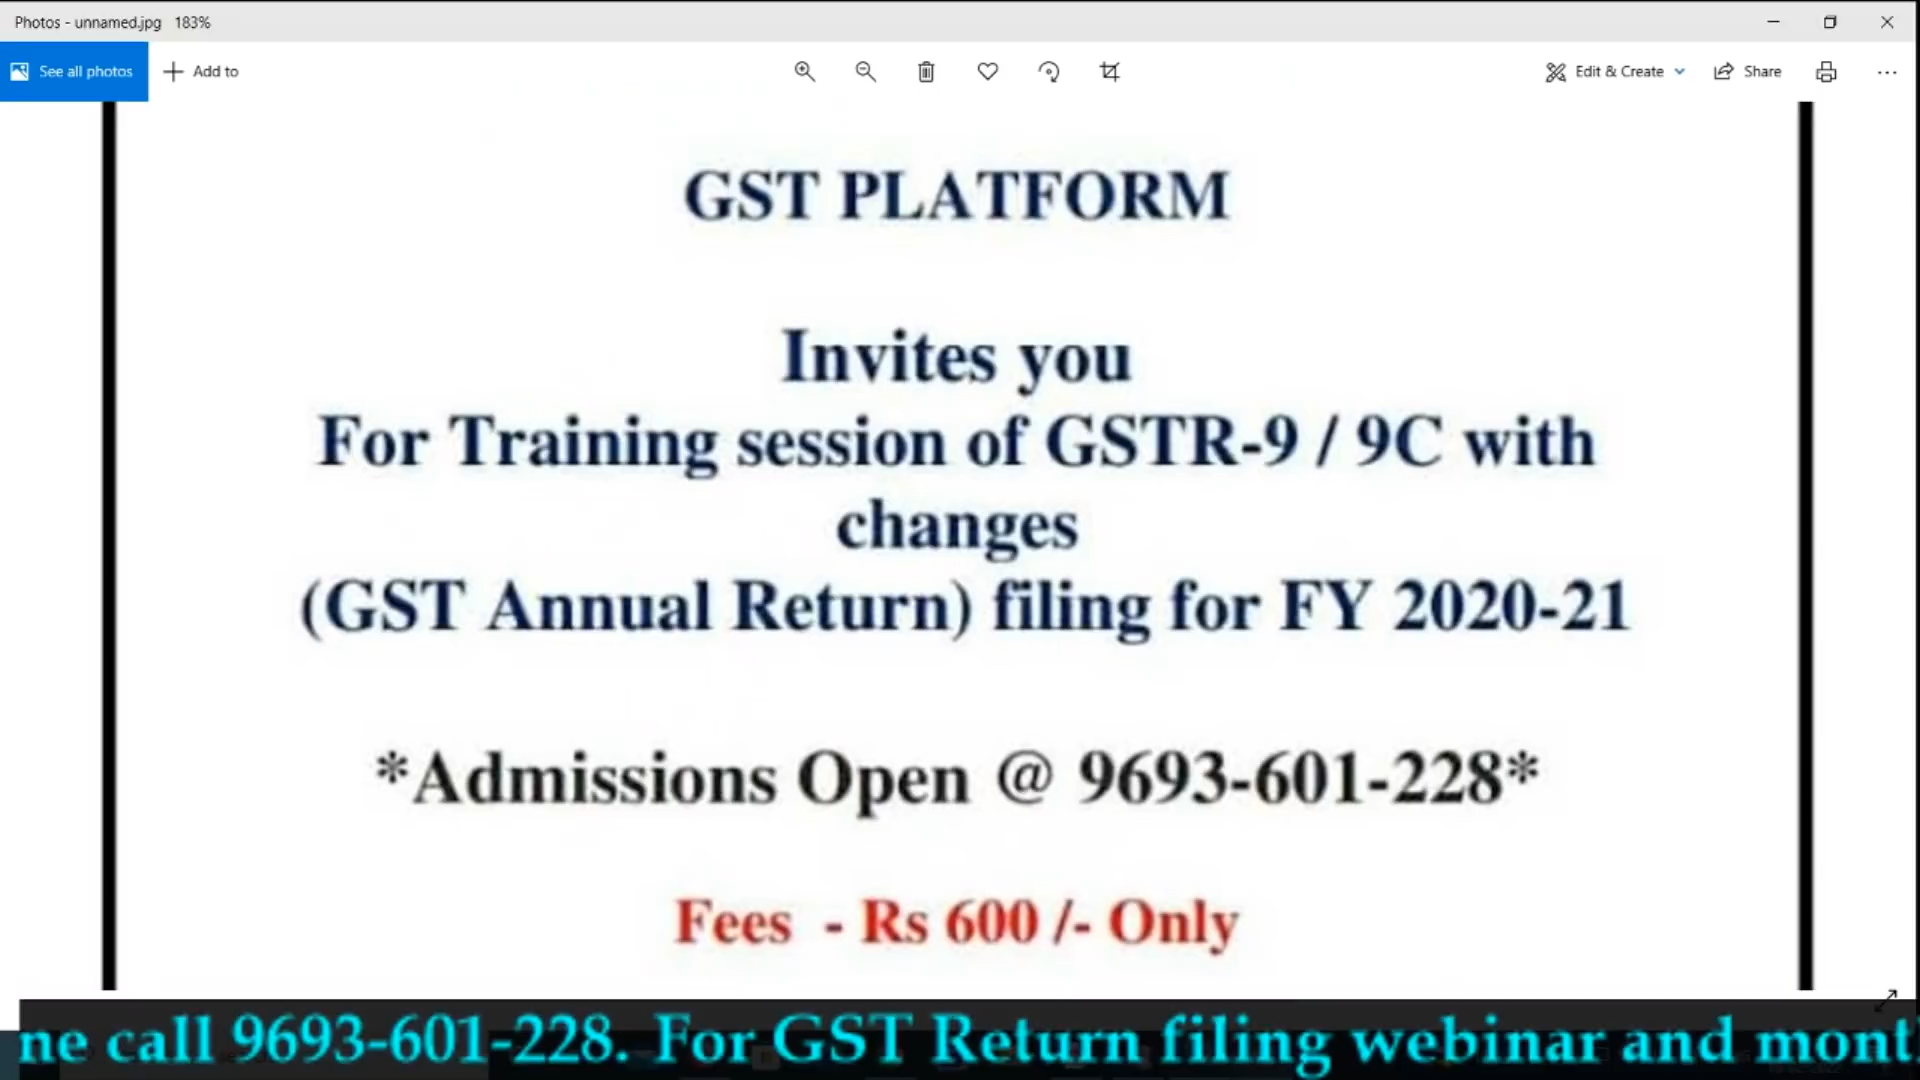 Photos - unnamed.jpg 183%
See all photos Add to Edit & Create Share
GST PLATFORM
Invites you
For Training session of GSTR-9 / 9C with
changes
(GST Annual Return) filing for FY 2020-21
*Admissions Open @ 9693-601-228*
Fees - Rs 600 /- Only
ne call 9693-601-228. For GST Return filing webinar and mont